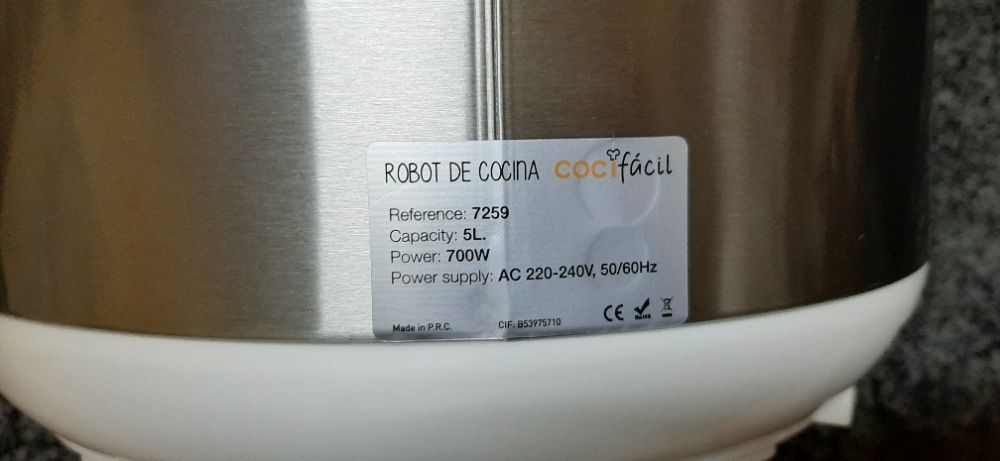 ROBOT DE COCINA cocifácil
Reference: 7259
Capacity: 5L.
Power: 700W
Power supply: AC 220-240V, 50/60Hz
Made in P.R.C. CIF: B53975710 CE RoHS